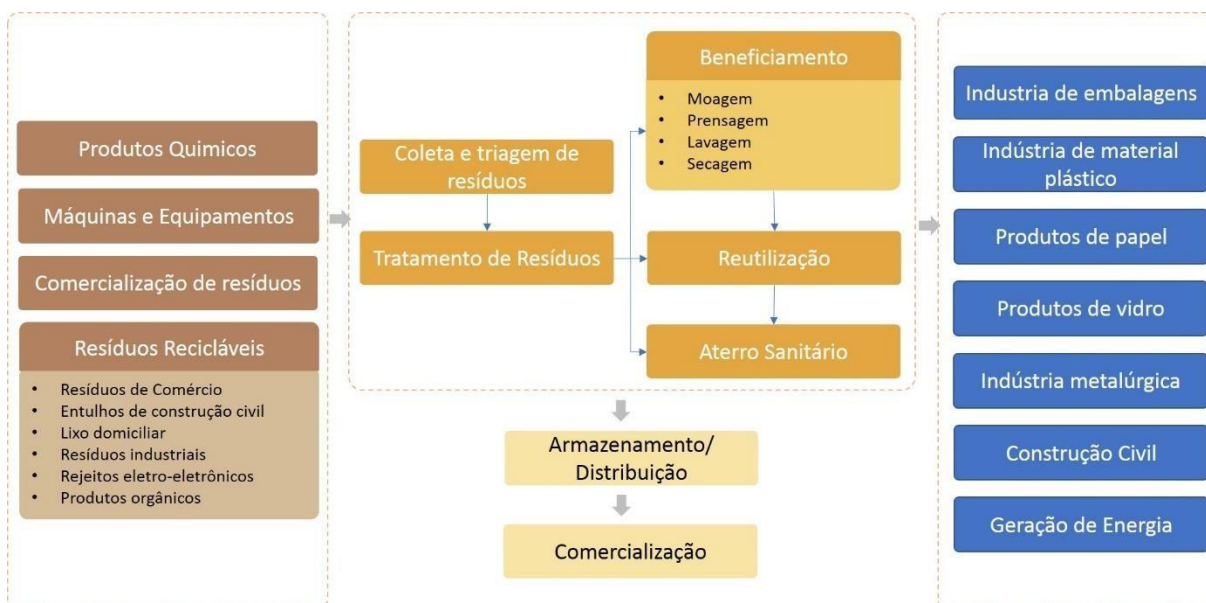 Produtos Quimicos
Máquinas e Equipamentos
Comercialização de resíduos
Resíduos Recicláveis
• Resíduos de Comércio
• Entulhos de construção civil
• Lixo domiciliar
• Resíduos industriais
• Rejeitos eletro-eletrônicos
• Produtos orgânicos
Coleta e triagem de
resíduos
Tratamento de Resíduos
Beneficiamento
• Moagem
• Prensagem
• Lavagem
• Secagem
Reutilização
Aterro Sanitário
Armazenamento/
Distribuição
Comercialização
Industria de embalagens
Indústria de material
plástico
Produtos de papel
Produtos de vidro
Indústria metalúrgica
Construção Civil
Geração de Energia